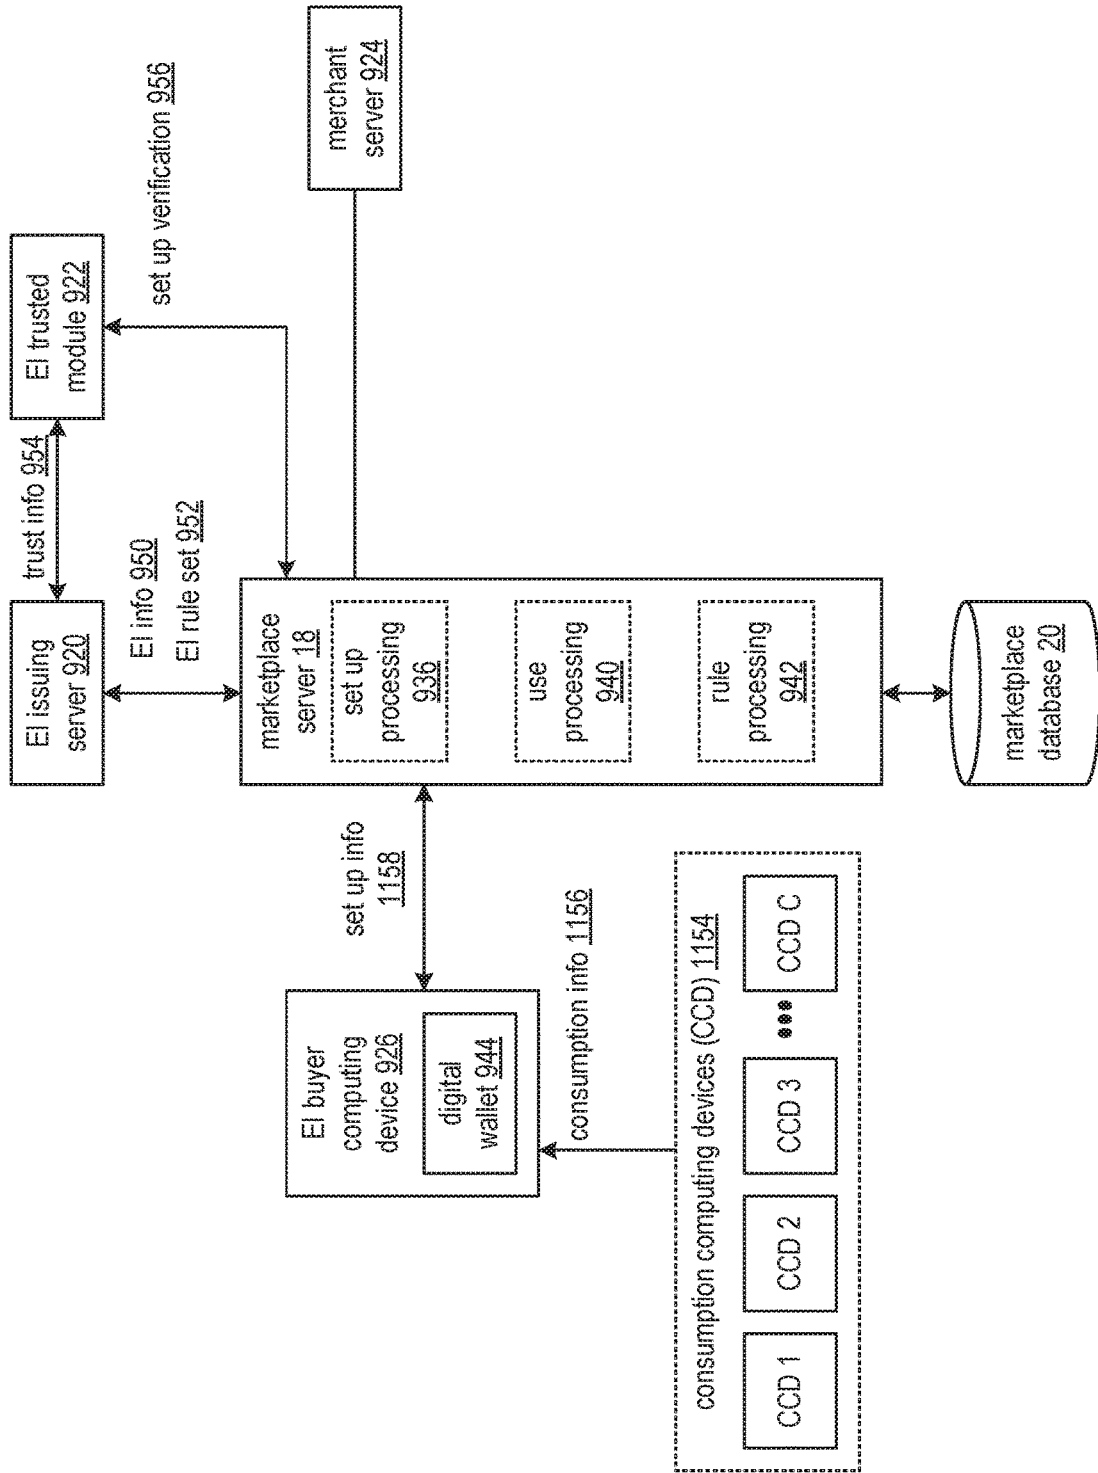 EI issuing
server 920
trust info 954
EI trusted
module 922
EI info 950
EI rule set 952
set up verification 956
marketplace
server 18
set up
processing
936
use
processing
940
rule
processing
942
merchant
server 924
set up info
1158
EI buyer
computing
device 926
digital
wallet 944
consumption info 1156
consumption computing devices (CCD) 1154
CCD 1
CCD 2
CCD 3
CCD C
marketplace
database 20